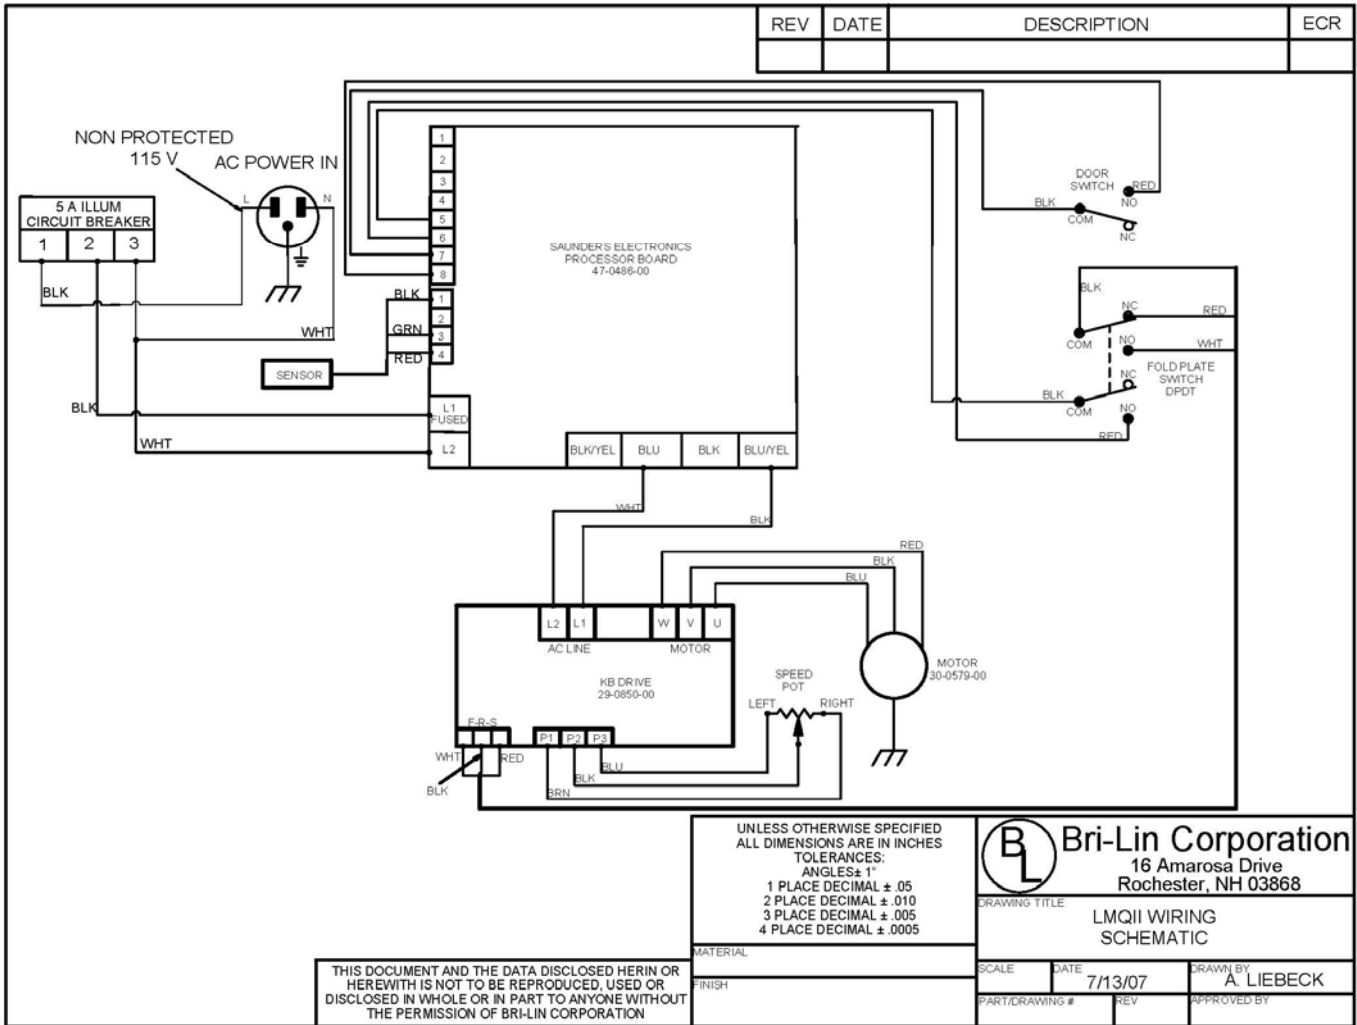 REV DATE DESCRIPTION ECR
NON PROTECTED
115 V
AC POWER IN
L
N
5 A ILLUM
CIRCUIT BREAKER
1 2 3
BLK
WHT
BLK
WHT
1
2
3
4
5
6
7
8
SAUNDERS ELECTRONICS
PROCESSOR BOARD
47-0486-00
BLK
GRN
RED
1
2
3
4
SENSOR
L1
FUSED
L2
BLK/YEL BLU BLK BLU/YEL
WHT
BLK
DOOR
SWITCH
RED
NO
BLK
COM
NC
BLK
NC
RED
COM
NO
WHT
FOLD PLATE
SWITCH
DPDT
NC
BLK
COM
NO
RED
RED
BLK
BLU
L2 L1 W V U
AC LINE MOTOR
KB DRIVE
29-0850-00
F-R-S
P1 P2 P3
WHT
RED
BLK
BLU
BLK
BRN
SPEED
POT
LEFT RIGHT
MOTOR
30-0579-00
UNLESS OTHERWISE SPECIFIED
ALL DIMENSIONS ARE IN INCHES
TOLERANCES:
ANGLES± 1°
1 PLACE DECIMAL ± .05
2 PLACE DECIMAL ± .010
3 PLACE DECIMAL ± .005
4 PLACE DECIMAL ± .0005
MATERIAL
FINISH
THIS DOCUMENT AND THE DATA DISCLOSED HERIN OR
HEREWITH IS NOT TO BE REPRODUCED, USED OR
DISCLOSED IN WHOLE OR IN PART TO ANYONE WITHOUT
THE PERMISSION OF BRI-LIN CORPORATION
BL
Bri-Lin Corporation
16 Amarosa Drive
Rochester, NH 03868
DRAWING TITLE
LMQII WIRING
SCHEMATIC
SCALE
DATE
7/13/07
DRAWN BY
A. LIEBECK
PART/DRAWING #
REV
APPROVED BY